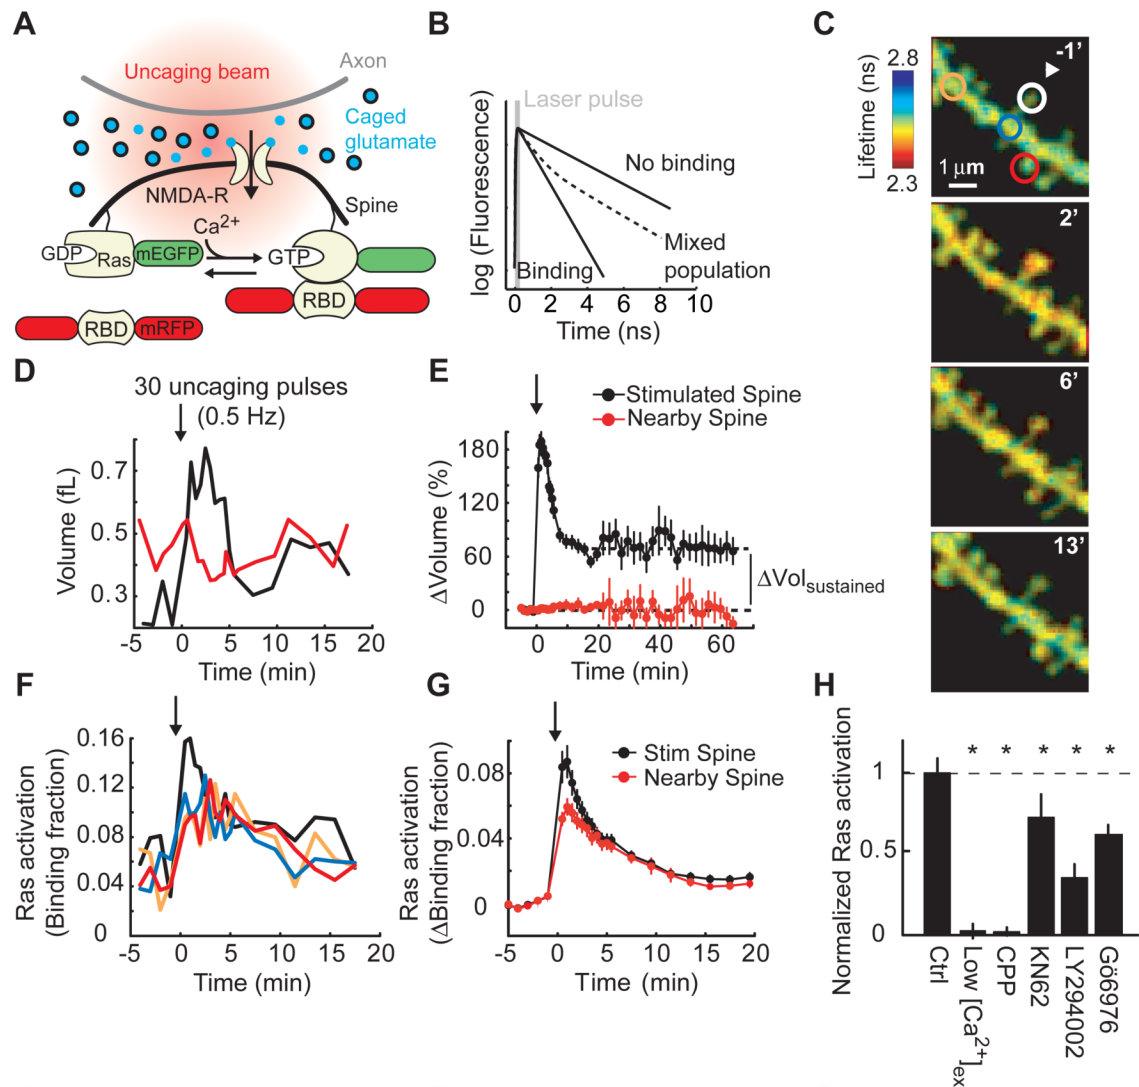 A
Uncaging beam
Axon
Caged
glutamate
NMDA-R
Spine
Ca2+
GDP
Ras
mEGFP
GTP
RBD
RBD
mRFP
B
Laser pulse
log (Fluorescence)
No binding
Mixed
population
Binding
0 2 4 6 8 10
Time (ns)
C
2.8
Lifetime (ns)
2.3
-1'
1 μm
2'
6'
13'
D
30 uncaging pulses
(0.5 Hz)
Volume (fL)
0.7
0.5
0.3
-5 0 5 10 15 20
Time (min)
E
Stimulated Spine
Nearby Spine
ΔVolume (%)
180
120
60
0
ΔVolsustained
0 20 40 60
Time (min)
F
Ras activation
(Binding fraction)
0.16
0.12
0.08
0.04
0
-5 0 5 10 15 20
Time (min)
G
Stim Spine
Nearby Spine
Ras activation
(ΔBinding fraction)
0.08
0.04
0
-5 0 5 10 15 20
Time (min)
H
Normalized Ras activation
1
0.5
0
* * * * *
Ctrl
Low [Ca2+]ex
CPP
KN62
LY294002
Gö6976